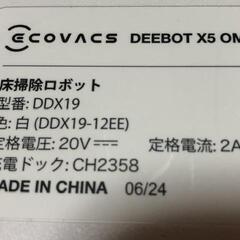 ECOVACS DEEBOT X5 OM
床掃除ロボット
型番: DDX19
色: 白 (DDX19-12EE)
定格電圧: 20V⎓ 定格電流: 2A
電ドック: CH2358
MADE IN CHINA 06/24